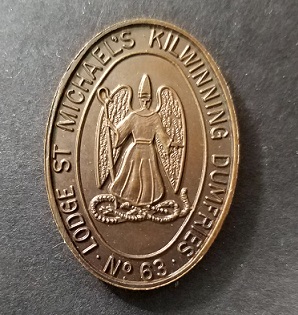 LODGE ST MICHAEL'S KILWINNING DUMFRIES.
· No 63 ·